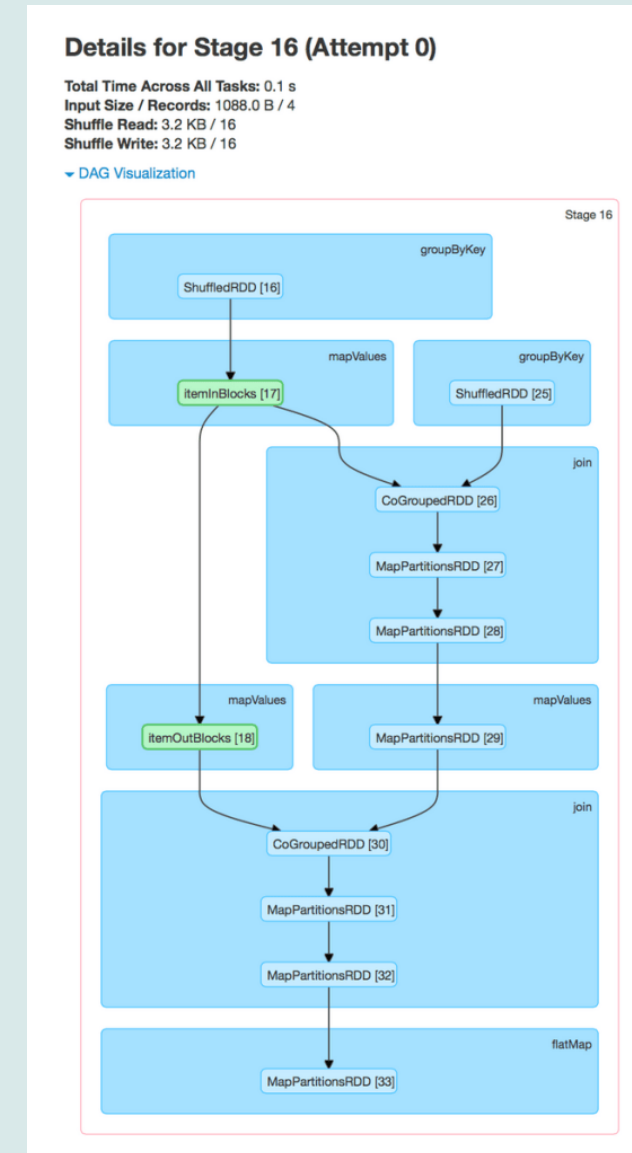 Details for Stage 16 (Attempt 0)
Total Time Across All Tasks: 0.1 s
Input Size / Records: 1088.0 B / 4
Shuffle Read: 3.2 KB / 16
Shuffle Write: 3.2 KB / 16
DAG Visualization
Stage 16
groupByKey
ShuffledRDD [16]
mapValues
groupByKey
itemInBlocks [17]
ShuffledRDD [25]
join
CoGroupedRDD [26]
MapPartitionsRDD [27]
MapPartitionsRDD [28]
mapValues
mapValues
itemOutBlocks [18]
MapPartitionsRDD [29]
join
CoGroupedRDD [30]
MapPartitionsRDD [31]
MapPartitionsRDD [32]
flatMap
MapPartitionsRDD [33]